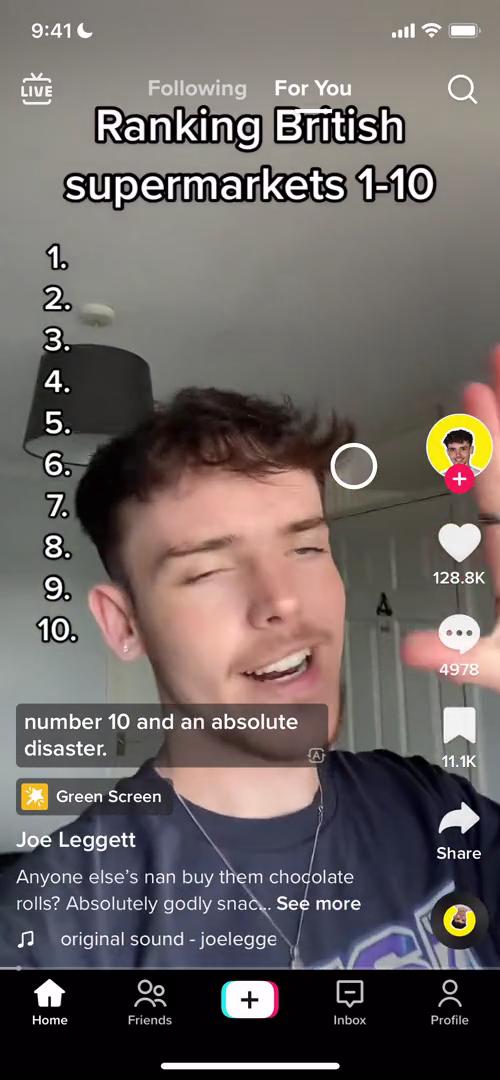 9:41
LIVE
Following
For You
Ranking British
supermarkets 1-10
1.
2.
3.
4.
5.
6.
7.
8.
9.
10.
128.8K
4978
11.1K
Share
number 10 and an absolute
disaster.
A
Green Screen
Joe Leggett
Anyone else's nan buy them chocolate
rolls? Absolutely godly snac... See more
original sound - joelegge
Home
Friends
Inbox
Profile